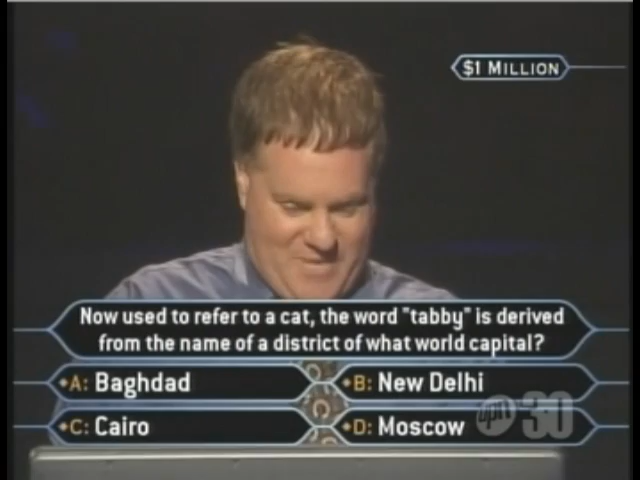 $1 MILLION
Now used to refer to a cat, the word "tabby" is derived
from the name of a district of what world capital?
A: Baghdad
B: New Delhi
C: Cairo
D: Moscow
upn 30